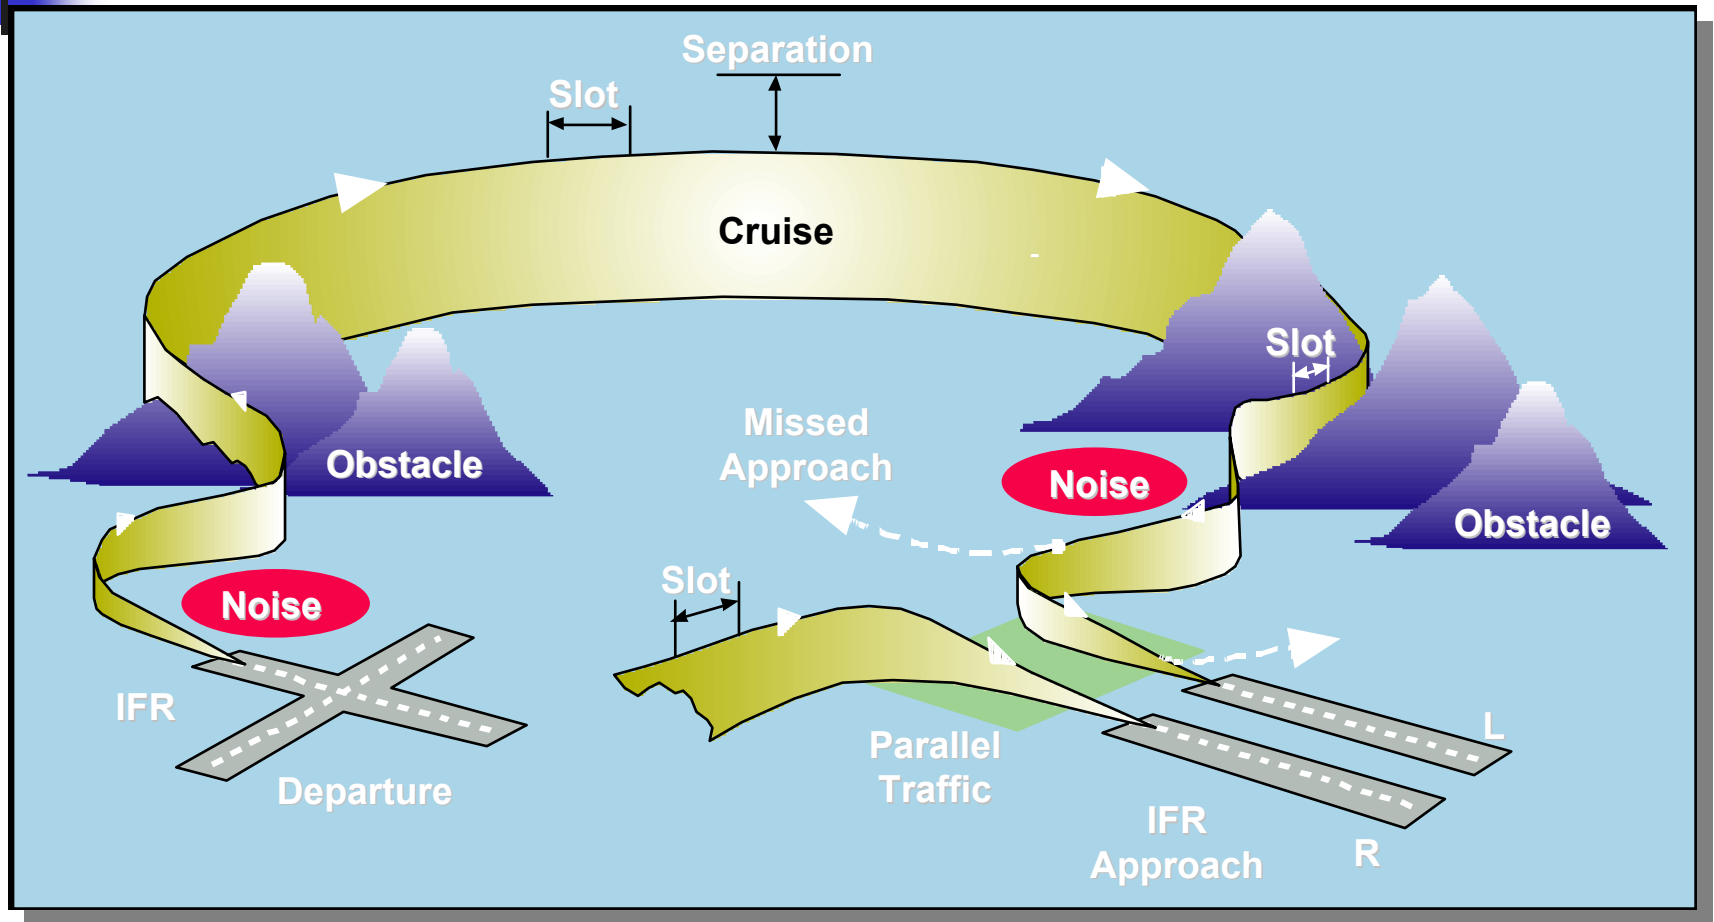 Separation
Slot
Cruise
Slot
Missed
Approach
Noise
Obstacle
Obstacle
Slot
Noise
IFR
Departure
Parallel
Traffic
L
IFR
Approach
R